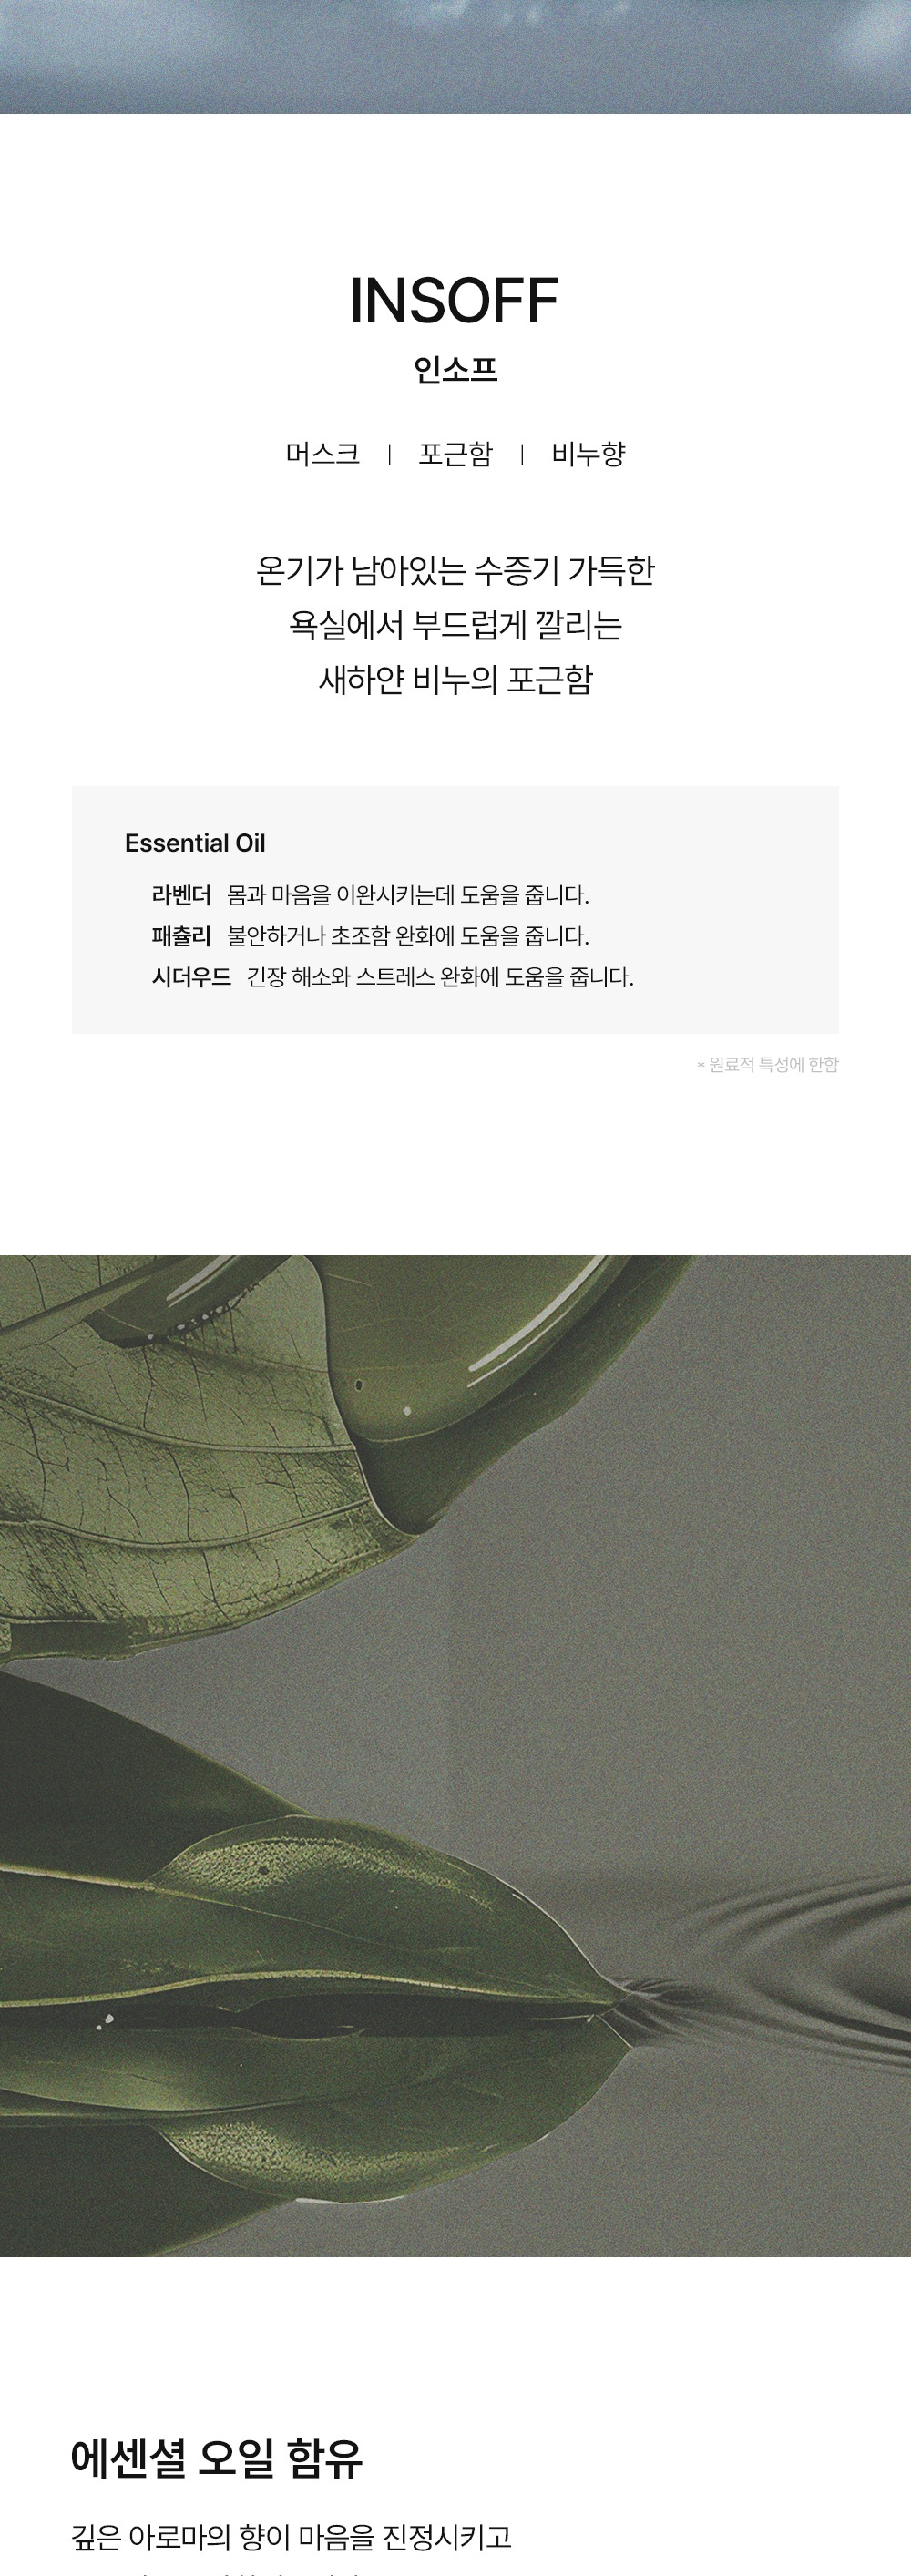 INSOFF
인소프
머스크 | 포근함 | 비누향
온기가 남아있는 수증기 가득한
욕실에서 부드럽게 깔리는
새하얀 비누의 포근함
Essential Oil
라벤더 몸과 마음을 이완시키는데 도움을 줍니다.
패츌리 불안하거나 초조함 완화에 도움을 줍니다.
시더우드 긴장 해소와 스트레스 완화에 도움을 줍니다.
* 원료적 특성에 한함
에센셜 오일 함유
깊은 아로마의 향이 마음을 진정시키고